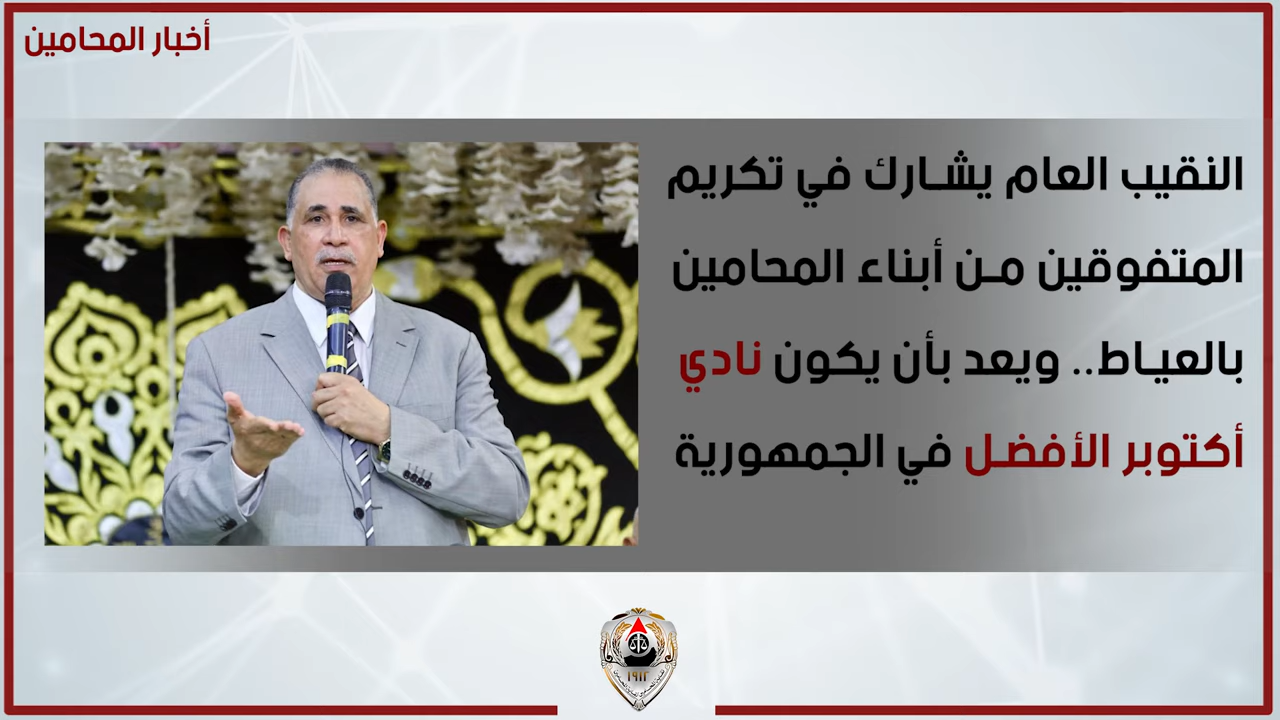 أخبار المحامين
النقيب العام يشارك في تكريم
المتفوقين من أبناء المحامين
بالعياط.. ويعد بأن يكون نادي
أكتوبر الأفضل في الجمهورية
١٩١٢